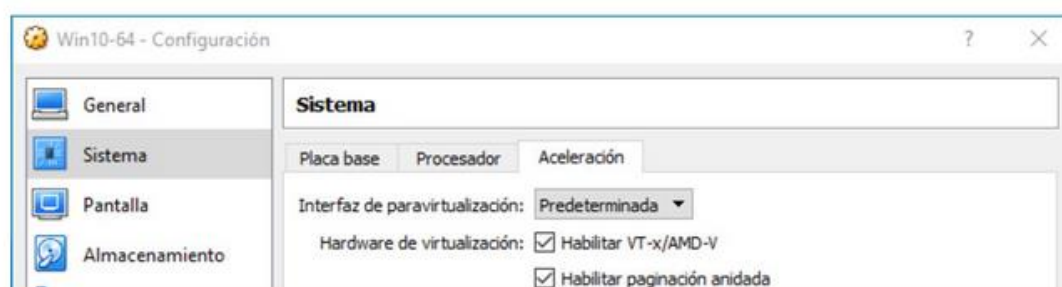 Win10-64 - Configuración ?
General
Sistema
Pantalla
Almacenamiento
Sistema
Placa base Procesador Aceleración
Interfaz de paravirtualización: Predeterminada
Hardware de virtualización: Habilitar VT-x/AMD-V
Habilitar paginación anidada